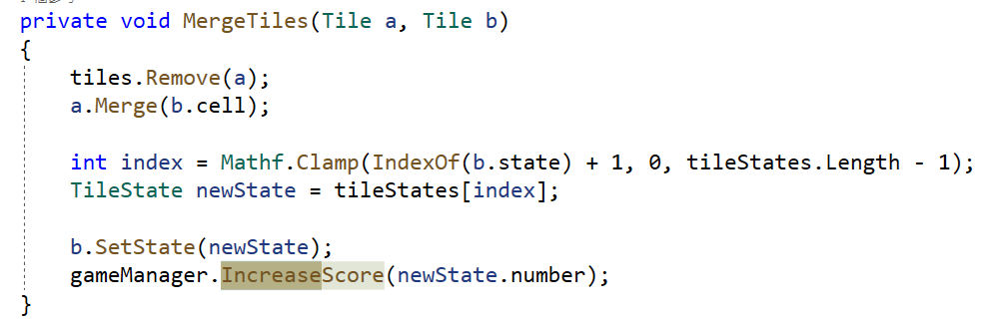 private void MergeTiles(Tile a, Tile b)
{
tiles.Remove(a);
a.Merge(b.cell);
int index = Mathf.Clamp(IndexOf(b.state) + 1, 0, tileStates.Length - 1);
TileState newState = tileStates[index];
b.SetState(newState);
gameManager.IncreaseScore(newState.number);
}